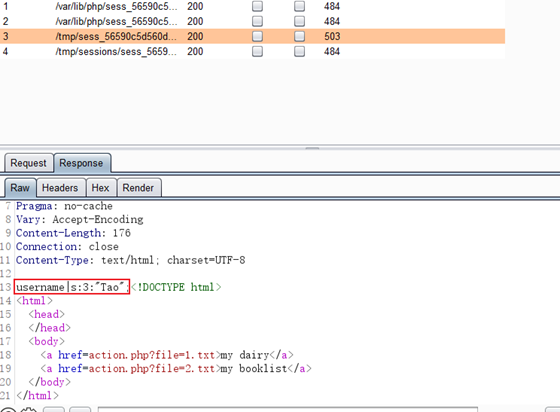 1 /var/lib/php/sess_56590c5... 200 484
2 /var/lib/php/sess_56590c5... 200 484
3 /tmp/sess_56590c5d560d... 200 503
4 /tmp/sessions/sess_5659... 200 484
Request Response
Raw Headers Hex Render
7 Pragma: no-cache
8 Vary: Accept-Encoding
9 Content-Length: 176
10 Connection: close
11 Content-Type: text/html; charset=UTF-8
12
13 username|s:3:"Tao";<!DOCTYPE html>
14 <html>
15 <head>
16 </head>
17 <body>
18 <a href=action.php?file=1.txt>my dairy</a>
19 <a href=action.php?file=2.txt>my booklist</a>
20 </body>
21 </html>